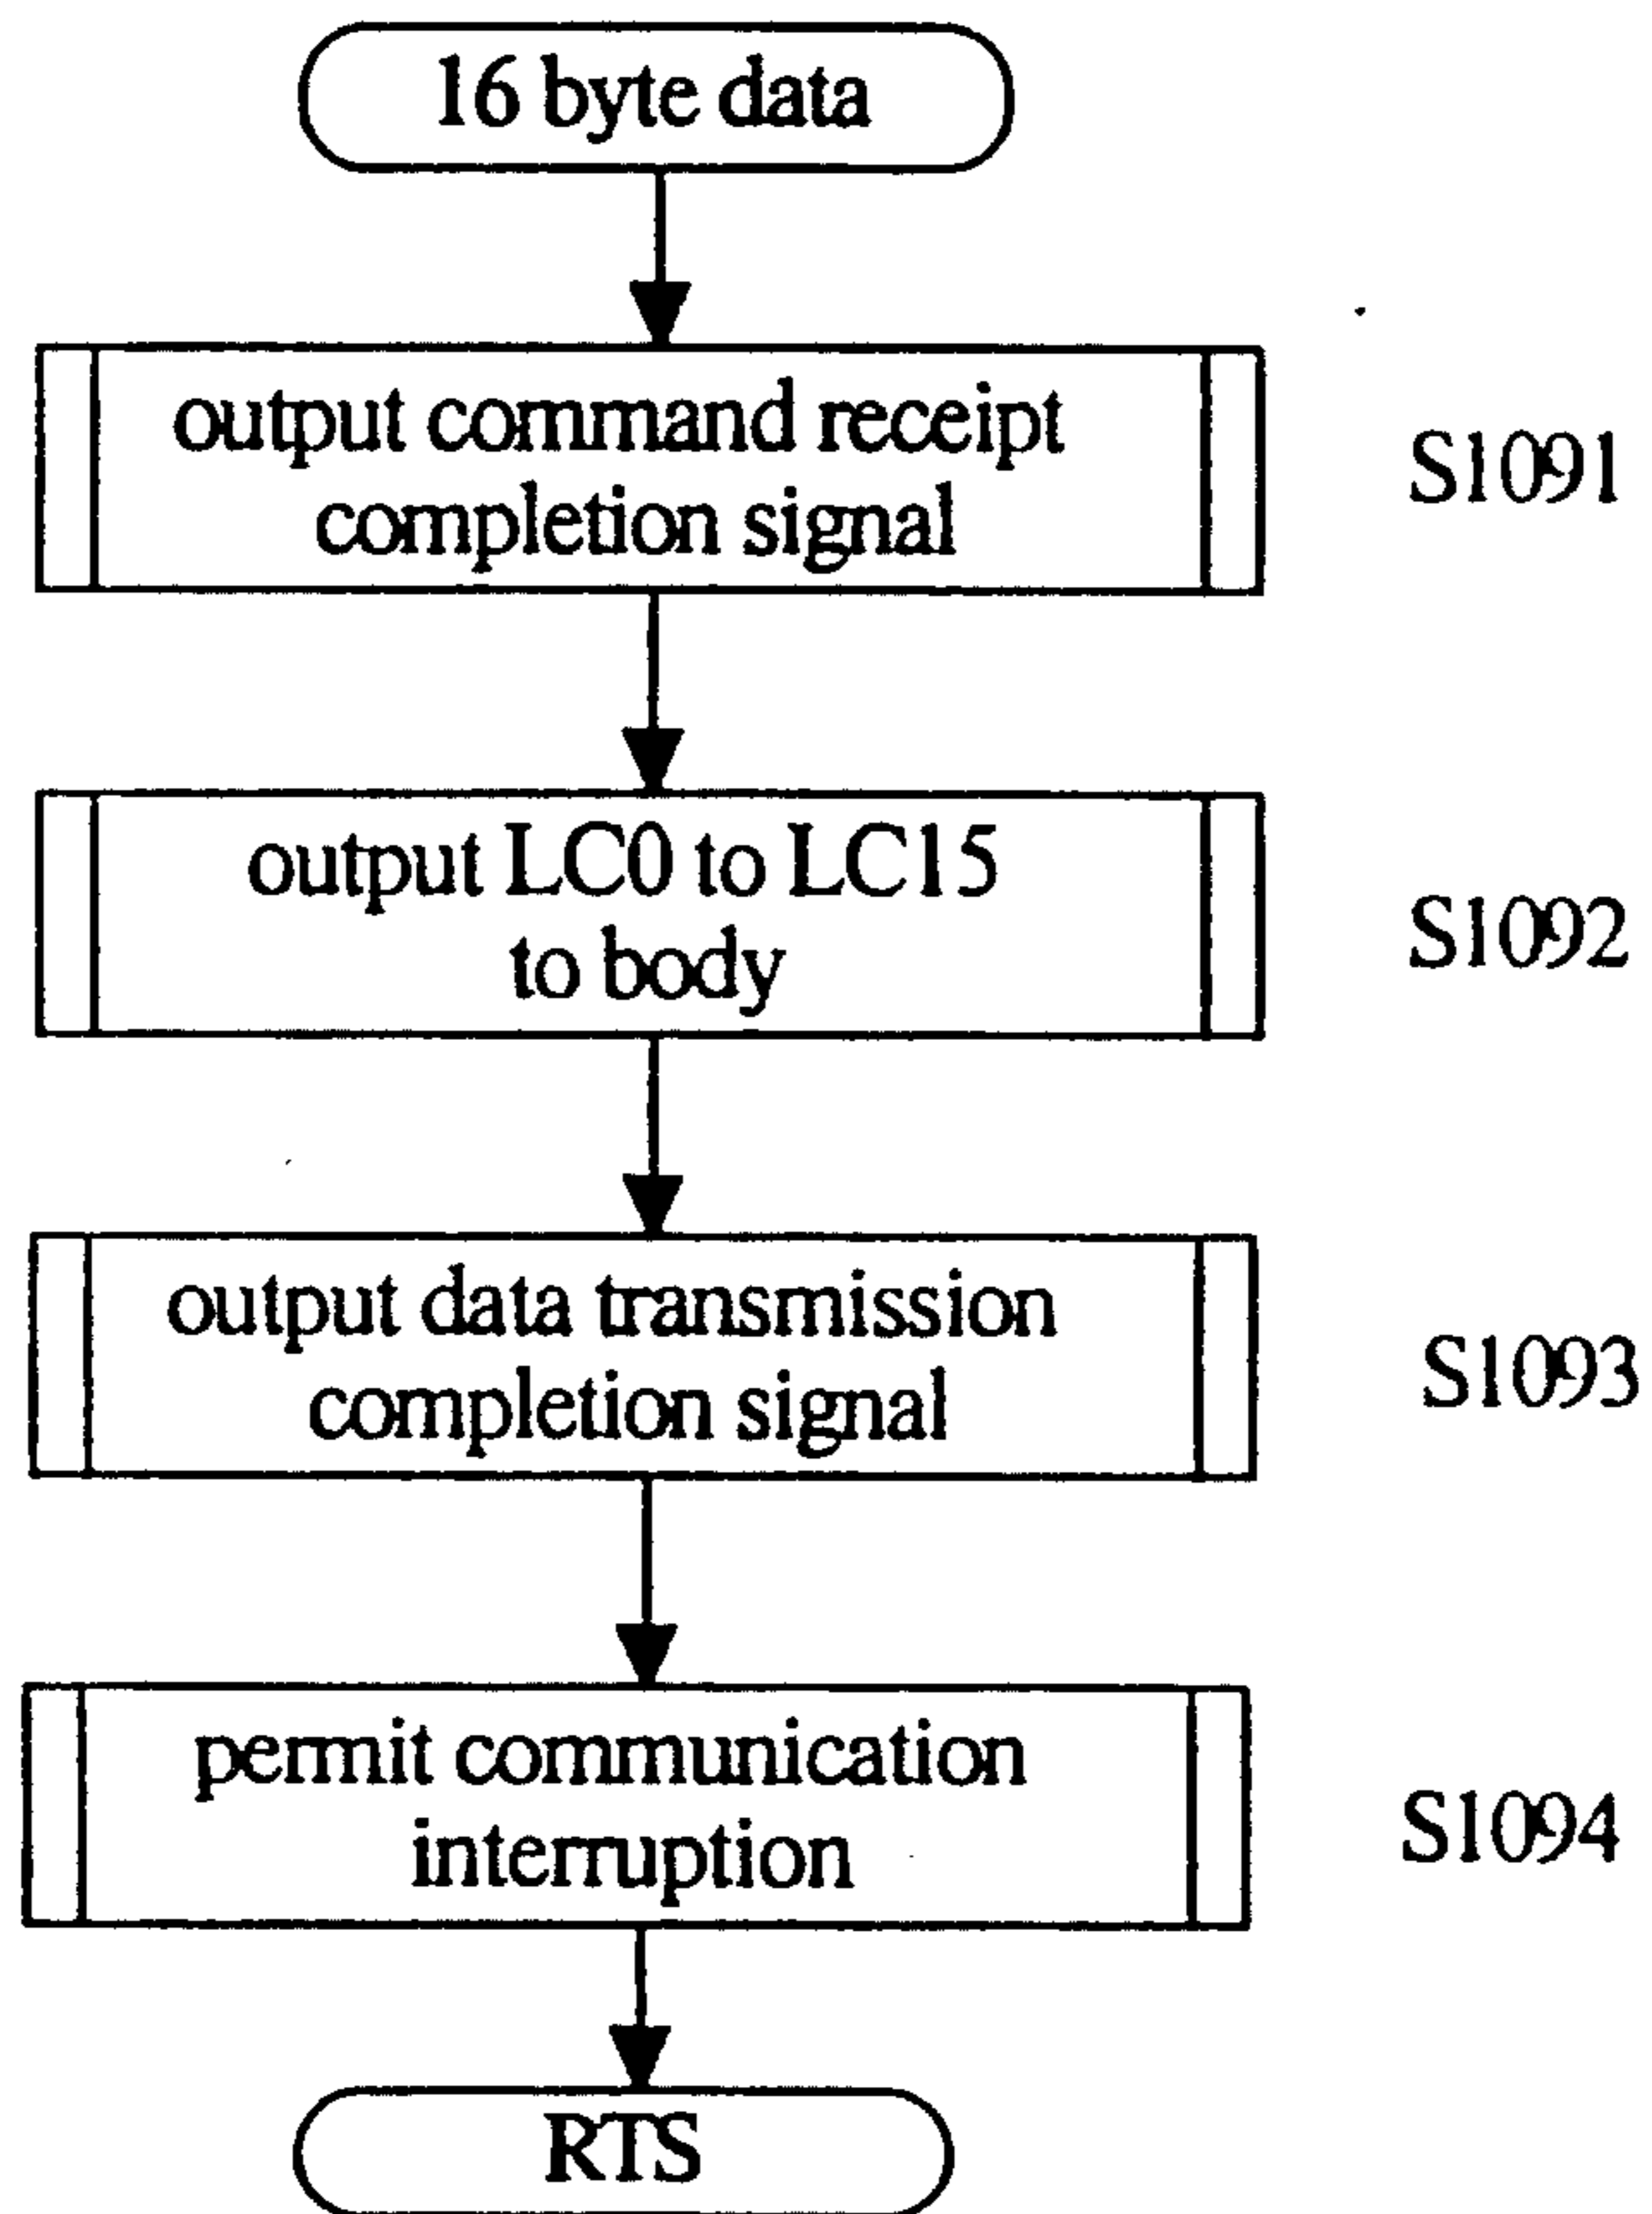 16 byte data
output command receipt
completion signal
S1091
output LC0 to LC15
to body
S1092
output data transmission
completion signal
S1093
permit communication
interruption
S1094
RTS